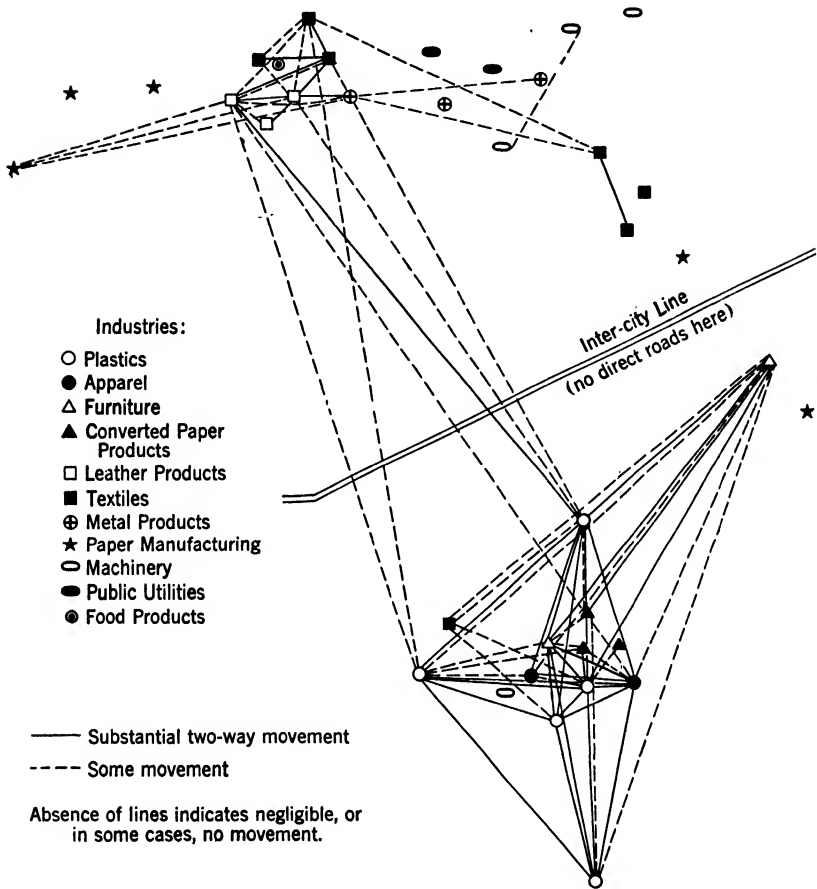 Inter-city Line
(no direct roads here)
Industries:
Plastics
Apparel
Furniture
Converted Paper
Products
Leather Products
Textiles
Metal Products
Paper Manufacturing
Machinery
Public Utilities
Food Products
Substantial two-way movement
Some movement
Absence of lines indicates negligible, or
in some cases, no movement.